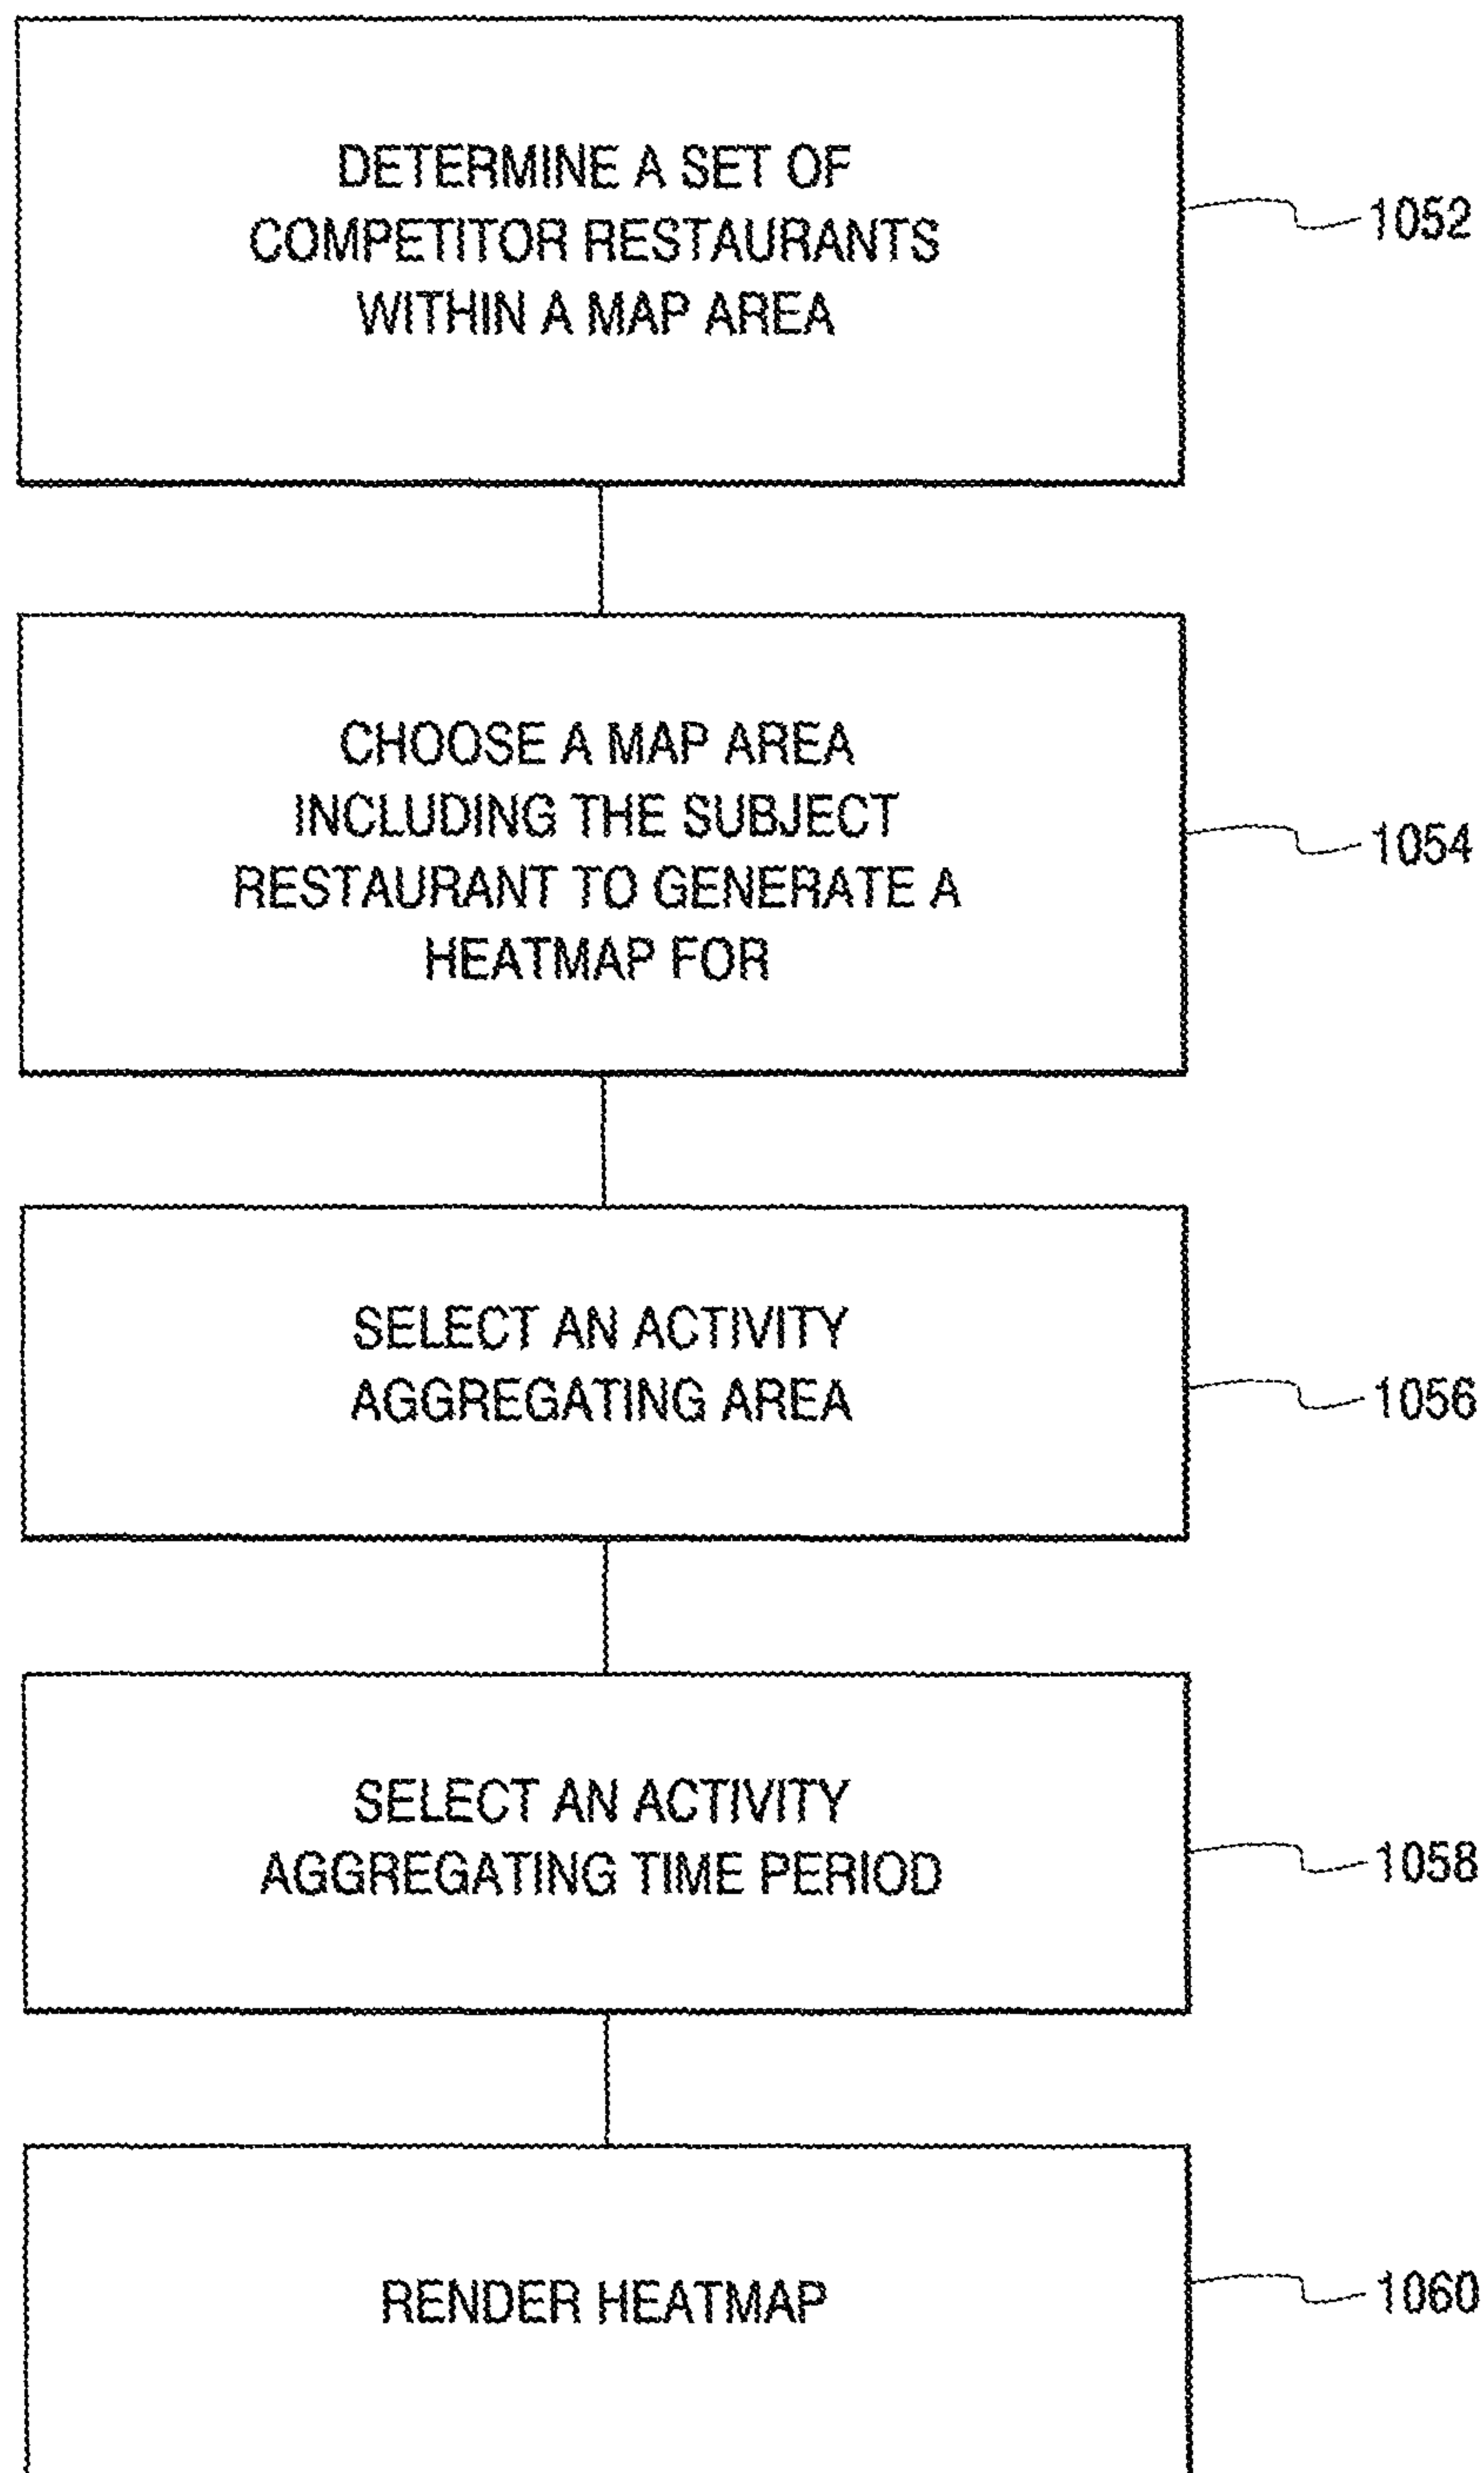 DETERMINE A SET OF
COMPETITOR RESTAURANTS
WITHIN A MAP AREA
1052
CHOOSE A MAP AREA
INCLUDING THE SUBJECT
RESTAURANT TO GENERATE A
HEATMAP FOR
1054
SELECT AN ACTIVITY
AGGREGATING AREA
1056
SELECT AN ACTIVITY
AGGREGATING TIME PERIOD
1058
RENDER HEATMAP
1060